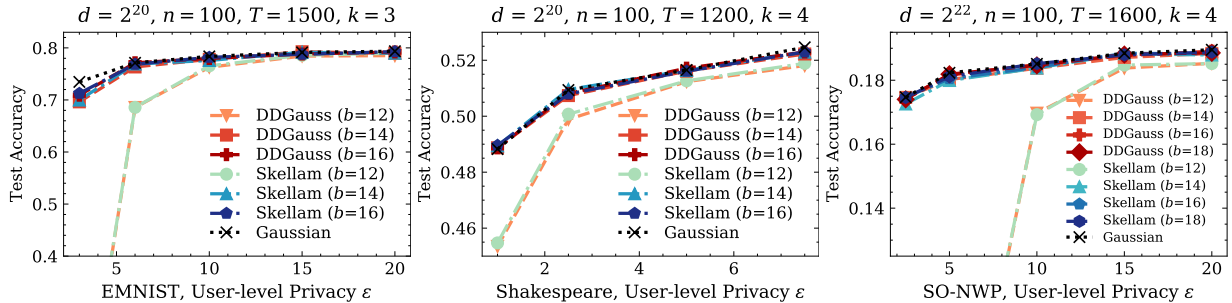 d = 2^20, n = 100, T = 1500, k = 3
Test Accuracy
0.8
0.7
0.6
0.5
0.4
DDGauss (b=12)
DDGauss (b=14)
DDGauss (b=16)
Skellam (b=12)
Skellam (b=14)
Skellam (b=16)
Gaussian
5 10 15 20
EMNIST, User-level Privacy ε
d = 2^20, n = 100, T = 1200, k = 4
Test Accuracy
0.52
0.50
0.48
0.46
DDGauss (b=12)
DDGauss (b=14)
DDGauss (b=16)
Skellam (b=12)
Skellam (b=14)
Skellam (b=16)
Gaussian
2 4 6
Shakespeare, User-level Privacy ε
d = 2^22, n = 100, T = 1600, k = 4
Test Accuracy
0.18
0.16
0.14
DDGauss (b=12)
DDGauss (b=14)
DDGauss (b=16)
DDGauss (b=18)
Skellam (b=12)
Skellam (b=14)
Skellam (b=16)
Skellam (b=18)
Gaussian
5 10 15 20
SO-NWP, User-level Privacy ε